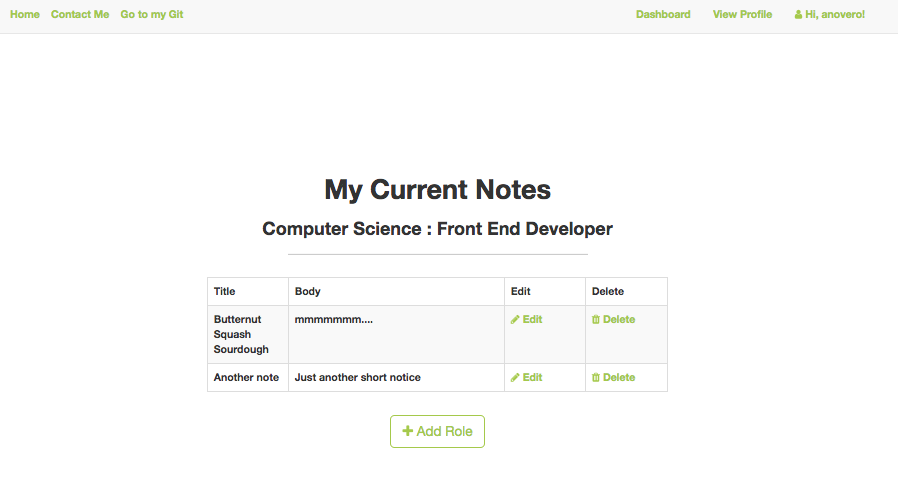 Home Contact Me Go to my Git Dashboard View Profile Hi, anovero!
My Current Notes
Computer Science : Front End Developer
Title Body Edit Delete
Butternut mmmmmmm.... Edit Delete
Squash
Sourdough
Another note Just another short notice Edit Delete
Add Role